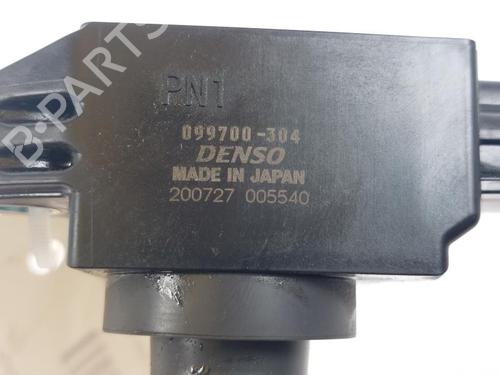 B-PARTS
PN1
099700-304
DENSO
MADE IN JAPAN
200727 005540